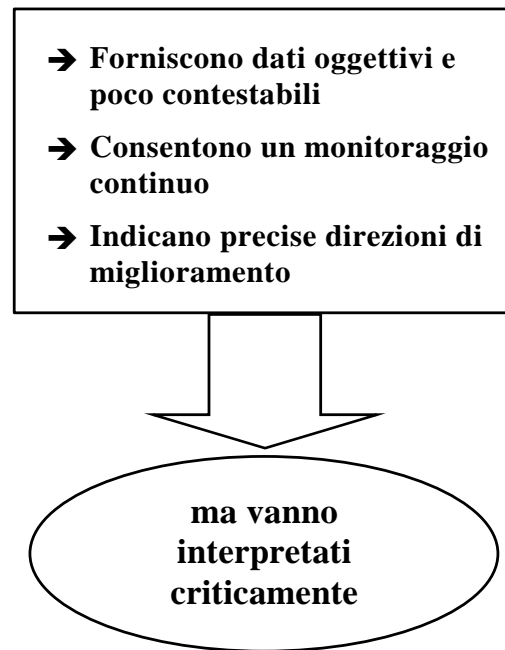 ➔ Forniscono dati oggettivi e
poco contestabili
➔ Consentono un monitoraggio
continuo
➔ Indicano precise direzioni di
miglioramento
ma vanno
interpretati
criticamente